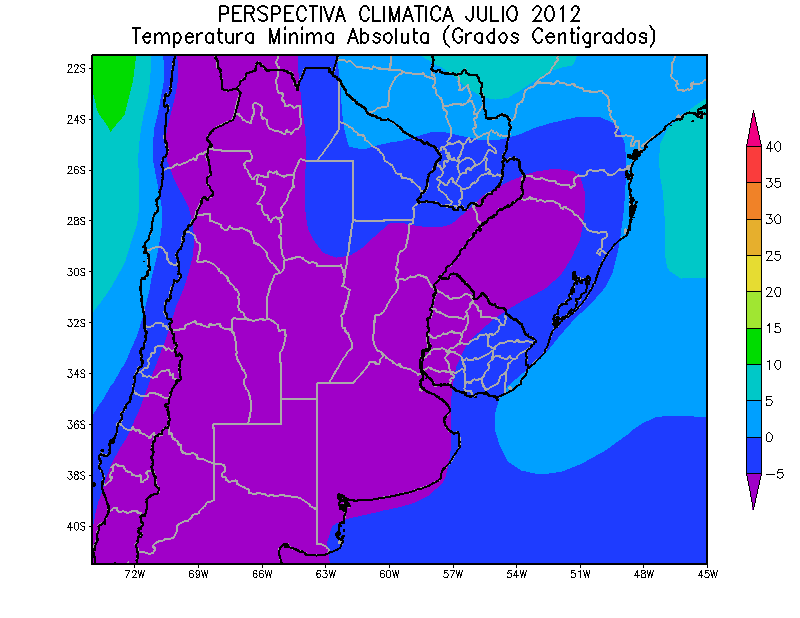 PERSPECTIVA CLIMATICA JULIO 2012
Temperatura Minima Absoluta (Grados Centigrados)
22S
24S
26S
28S
30S
32S
34S
36S
38S
40S
72W
69W
66W
63W
60W
57W
54W
51W
48W
45W
40
35
30
25
20
15
10
5
0
-5